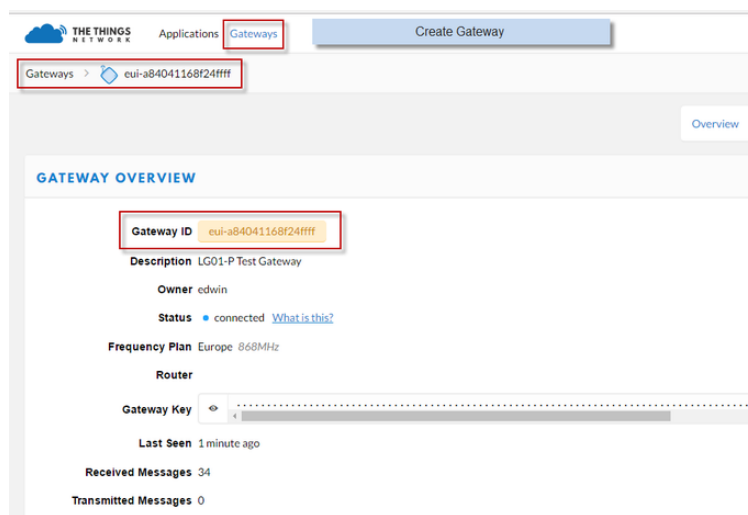 THE THINGS
NETWORK
Applications Gateways
Create Gateway
Gateways > eui-a84041168f24ffff
Overview
GATEWAY OVERVIEW
Gateway ID eui-a84041168f24ffff
Description LG01-P Test Gateway
Owner edwin
Status connected What is this?
Frequency Plan Europe 868MHz
Router
Gateway Key
Last Seen 1 minute ago
Received Messages 34
Transmitted Messages 0